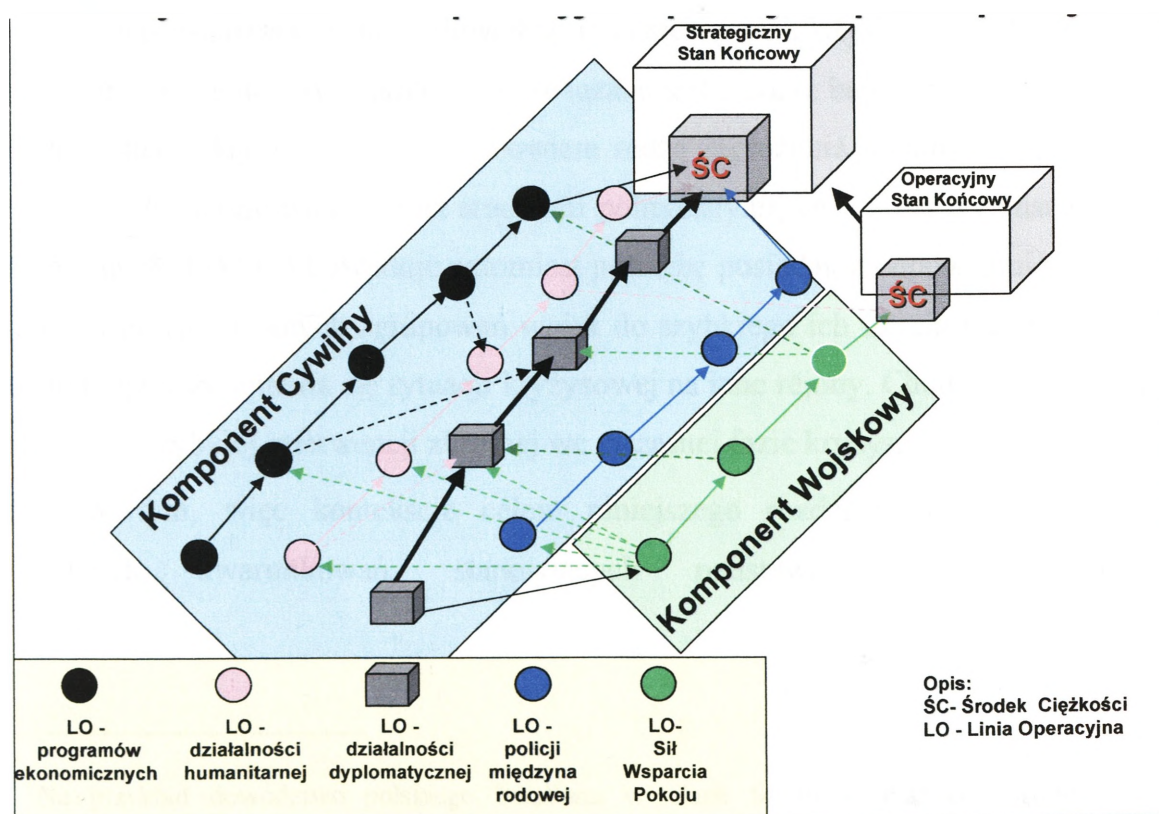 Strategiczny
Stan Końcowy
ŚC
Operacyjny
Stan Końcowy
ŚC
Komponent Cywilny
Komponent Wojskowy
LO -
programów
ekonomicznych
LO -
działalności
humanitarnej
LO -
działalności
dyplomatycznej
LO -
policji
międzyna
rodowej
LO-
Sił
Wsparcia
Pokoju
Opis:
ŚC- Środek Ciężkości
LO - Linia Operacyjna